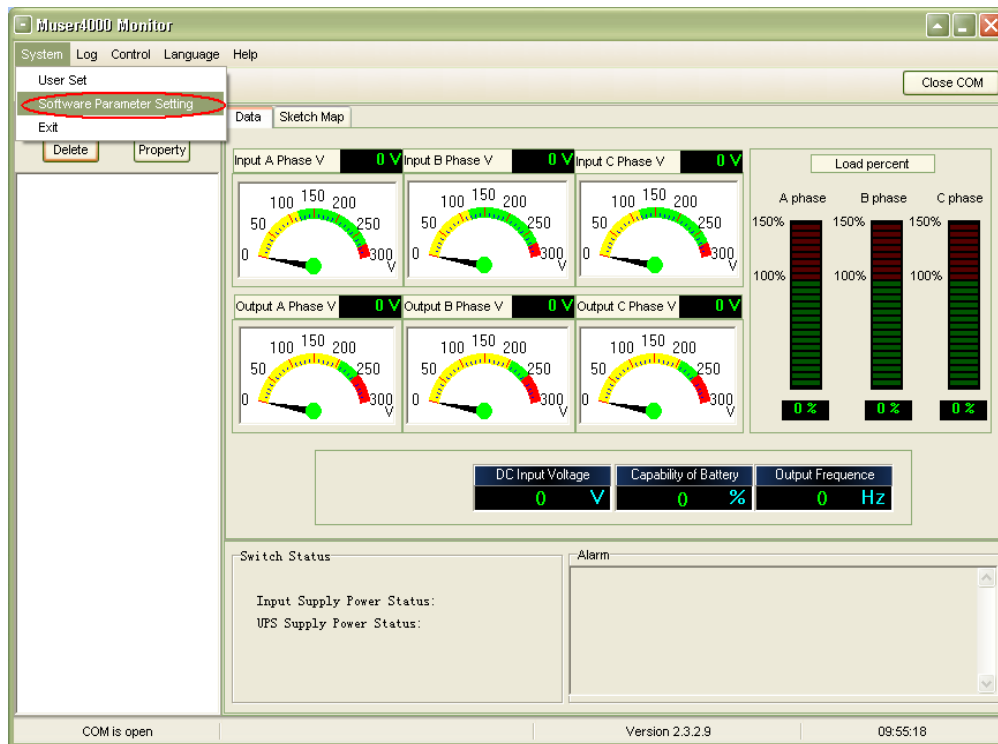 Muser4000 Monitor
System Log Control Language Help
User Set
Software Parameter Setting
Exit
Close COM
Delete Property
Data Sketch Map
Input A Phase V 0 V Input B Phase V 0 V Input C Phase V 0 V
0 50 100 150 200 250 300 V
0 50 100 150 200 250 300 V
0 50 100 150 200 250 300 V
Output A Phase V 0 V Output B Phase V 0 V Output C Phase V 0 V
0 50 100 150 200 250 300 V
0 50 100 150 200 250 300 V
0 50 100 150 200 250 300 V
Load percent
A phase B phase C phase
150% 150% 150%
100% 100% 100%
0 % 0 % 0 %
DC Input Voltage Capability of Battery Output Frequence
0 V 0 % 0 Hz
Switch Status
Input Supply Power Status:
UPS Supply Power Status:
Alarm
COM is open Version 2.3.2.9 09:55:18